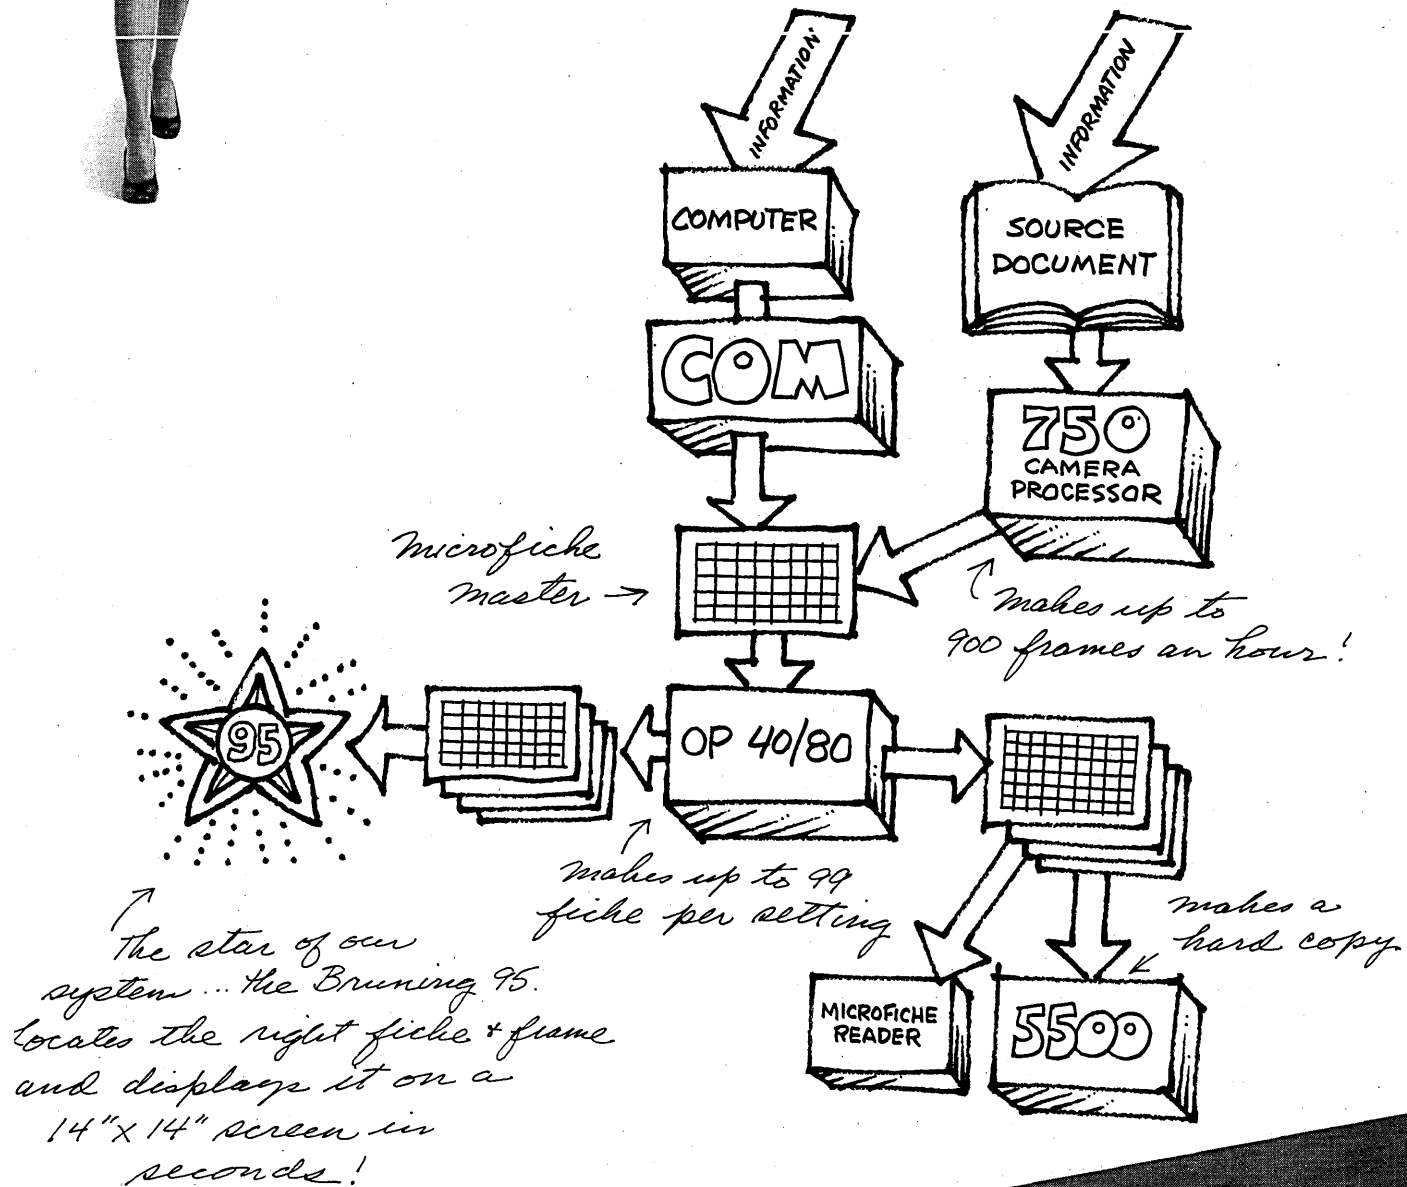 INFORMATION
INFORMATION
COMPUTER
SOURCE
DOCUMENT
COM
750
CAMERA
PROCESSOR
Microfiche
master
makes up to
900 frames an hour!
95
OP 40/80
makes up to 99
fiche per setting
makes a
hard copy
The star of our
system... the Bruning 95.
Locates the right fiche & frame
and displays it on a
14"x 14" screen in
seconds!
MICROFICHE
READER
5500